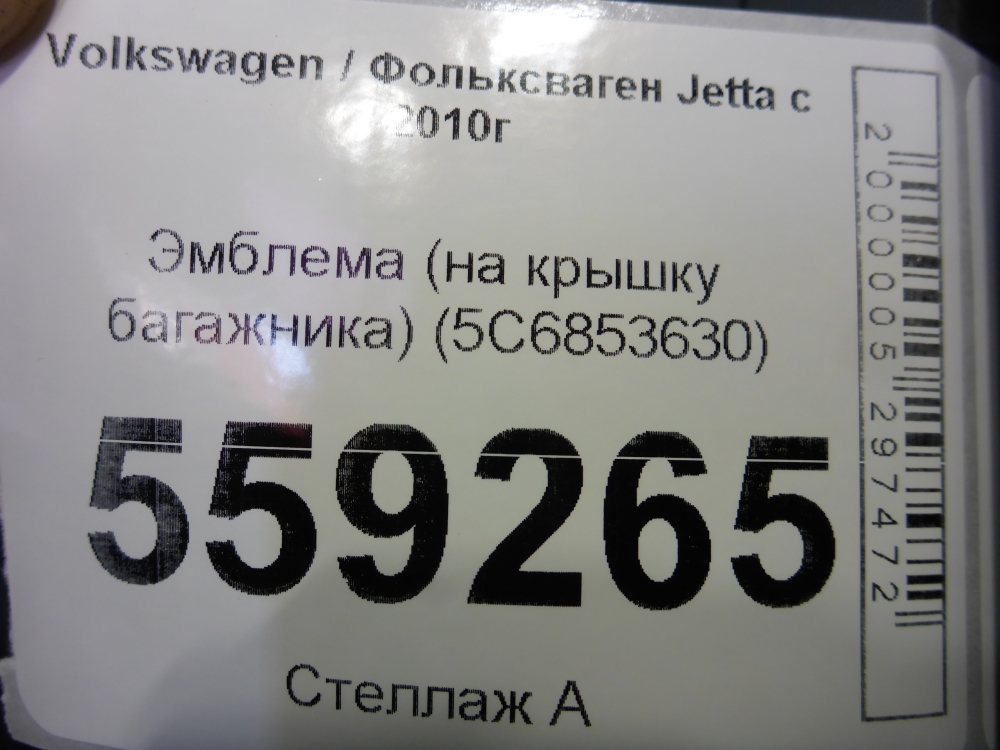 Volkswagen / Фольксваген Jetta с
2010г
Эмблема (на крышку
багажника) (5C6853630)
559265
Стеллаж А
2000005297472